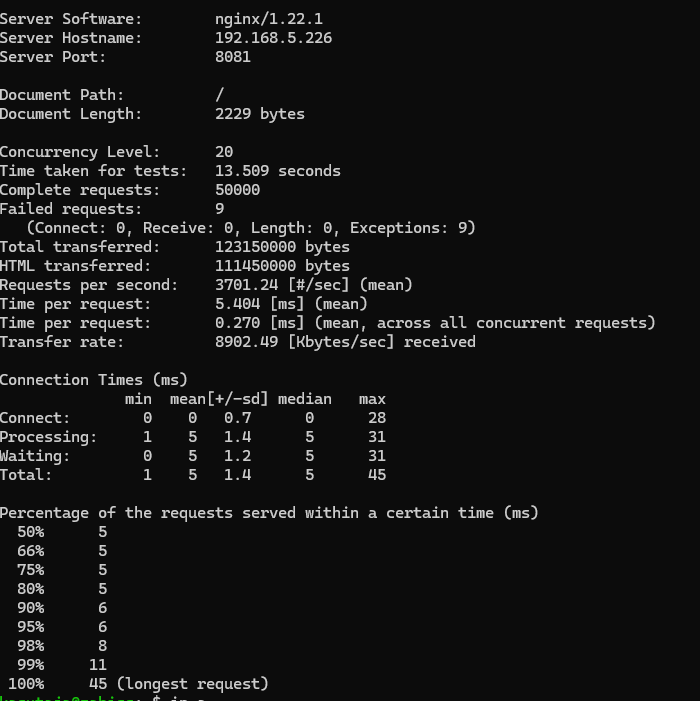 Server Software:        nginx/1.22.1
Server Hostname:        192.168.5.226
Server Port:            8081

Document Path:          /
Document Length:        2229 bytes

Concurrency Level:      20
Time taken for tests:   13.509 seconds
Complete requests:      50000
Failed requests:        9
   (Connect: 0, Receive: 0, Length: 0, Exceptions: 9)
Total transferred:      123150000 bytes
HTML transferred:       111450000 bytes
Requests per second:    3701.24 [#/sec] (mean)
Time per request:       5.404 [ms] (mean)
Time per request:       0.270 [ms] (mean, across all concurrent requests)
Transfer rate:          8902.49 [Kbytes/sec] received

Connection Times (ms)
              min  mean[+/-sd] median   max
Connect:        0    0   0.7      0      28
Processing:     1    5   1.4      5      31
Waiting:        0    5   1.2      5      31
Total:          1    5   1.4      5      45

Percentage of the requests served within a certain time (ms)
  50%      5
  66%      5
  75%      5
  80%      5
  90%      6
  95%      6
  98%      8
  99%     11
 100%     45 (longest request)